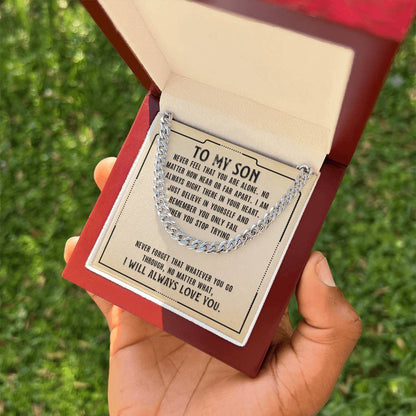 TO MY SON
NEVER FEEL THAT YOU ARE ALONE. NO
MATTER HOW NEAR OR FAR APART. I AM
ALWAYS RIGHT THERE IN YOUR HEART.
JUST BELIEVE IN YOURSELF AND
REMEMBER YOU ONLY FAIL
WHEN YOU STOP TRYING
NEVER FORGET THAT WHATEVER YOU GO
THROUGH, NO MATTER WHAT,
I WILL ALWAYS LOVE YOU.